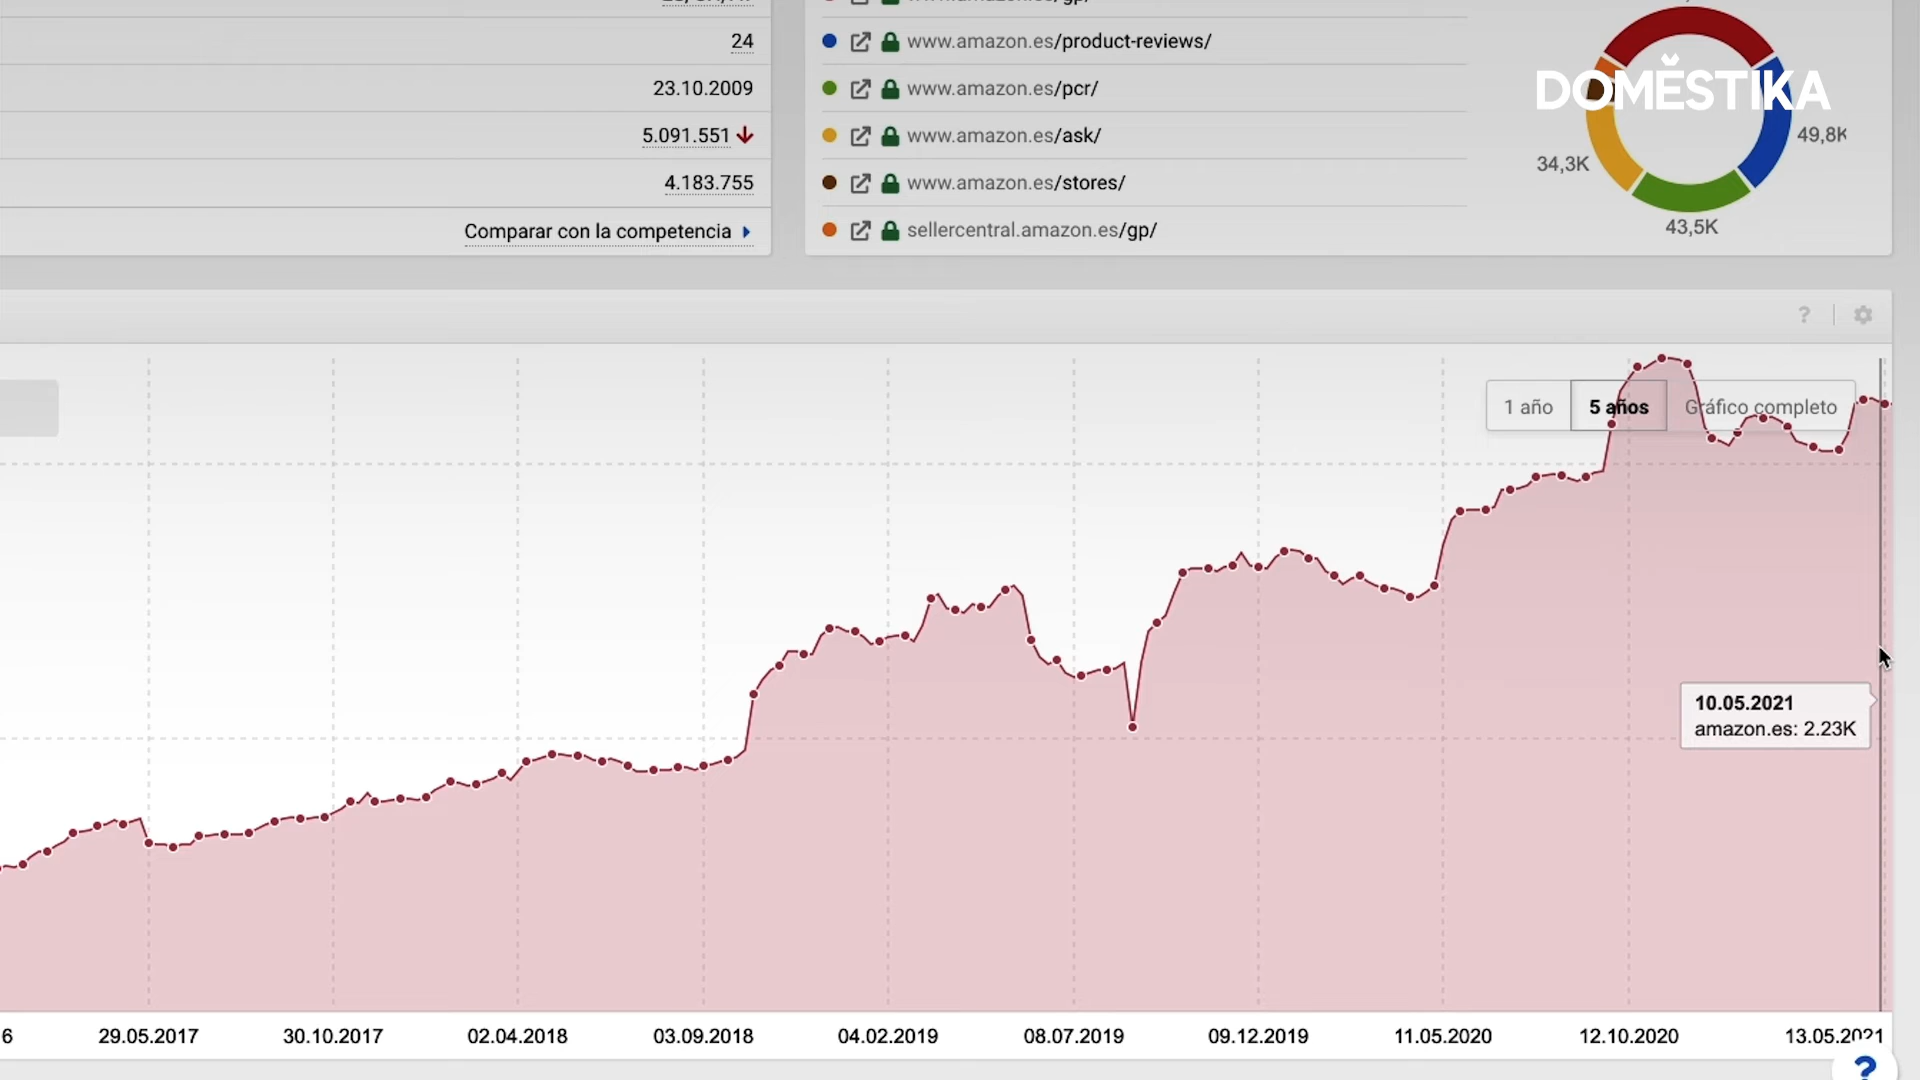 24
www.amazon.es/product-reviews/
23.10.2009
www.amazon.es/pcr/
DOMESTIKA
5.091.551
www.amazon.es/ask/
49,8K
34,3K
4.183.755
www.amazon.es/stores/
Comparar con la competencia
sellercentral.amazon.es/gp/
43,5K
?
1 año
5 años
Gráfico completo
10.05.2021
amazon.es: 2.23K
6
29.05.2017
30.10.2017
02.04.2018
03.09.2018
04.02.2019
08.07.2019
09.12.2019
11.05.2020
12.10.2020
13.05.2021
?